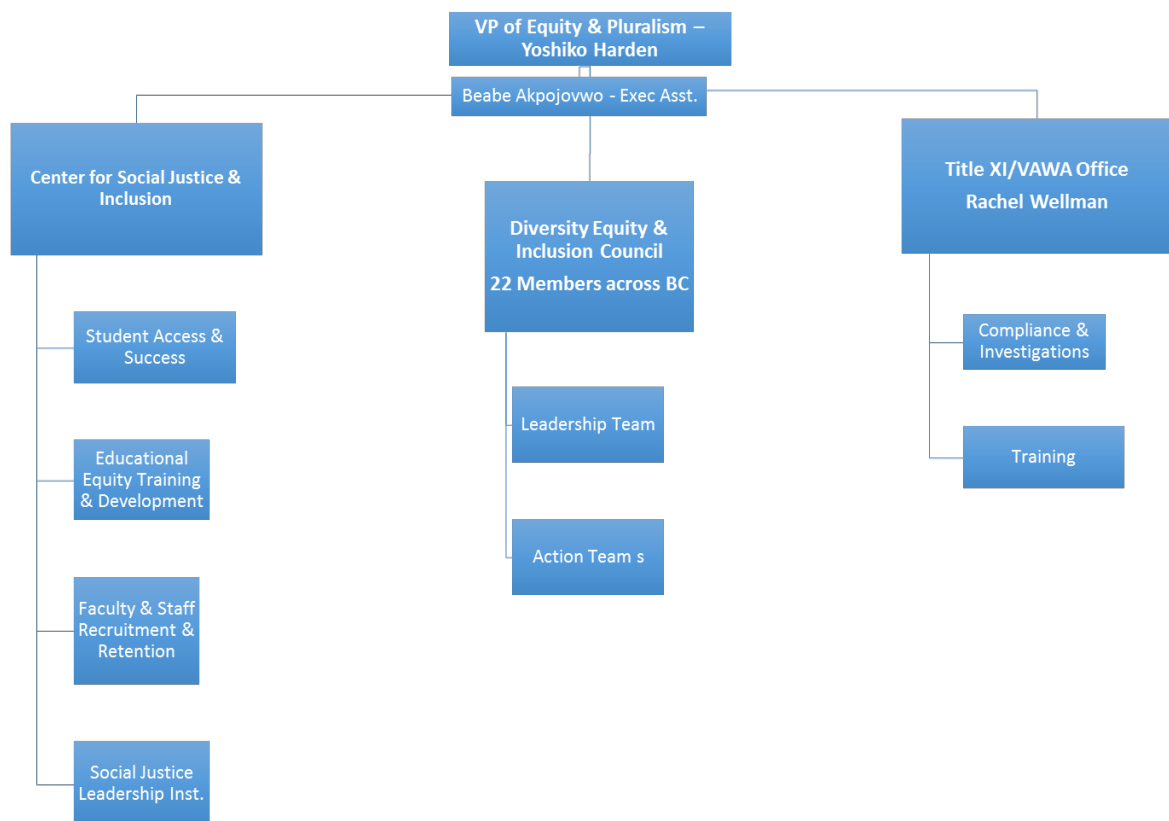 VP of Equity & Pluralism –
Yoshiko Harden
Beabe Akpojovwo - Exec Asst.
Center for Social Justice &
Inclusion
Student Access &
Success
Educational
Equity Training
& Development
Faculty & Staff
Recruitment &
Retention
Social Justice
Leadership Inst.
Diversity Equity &
Inclusion Council
22 Members across BC
Leadership Team
Action Team s
Title XI/VAWA Office
Rachel Wellman
Compliance &
Investigations
Training